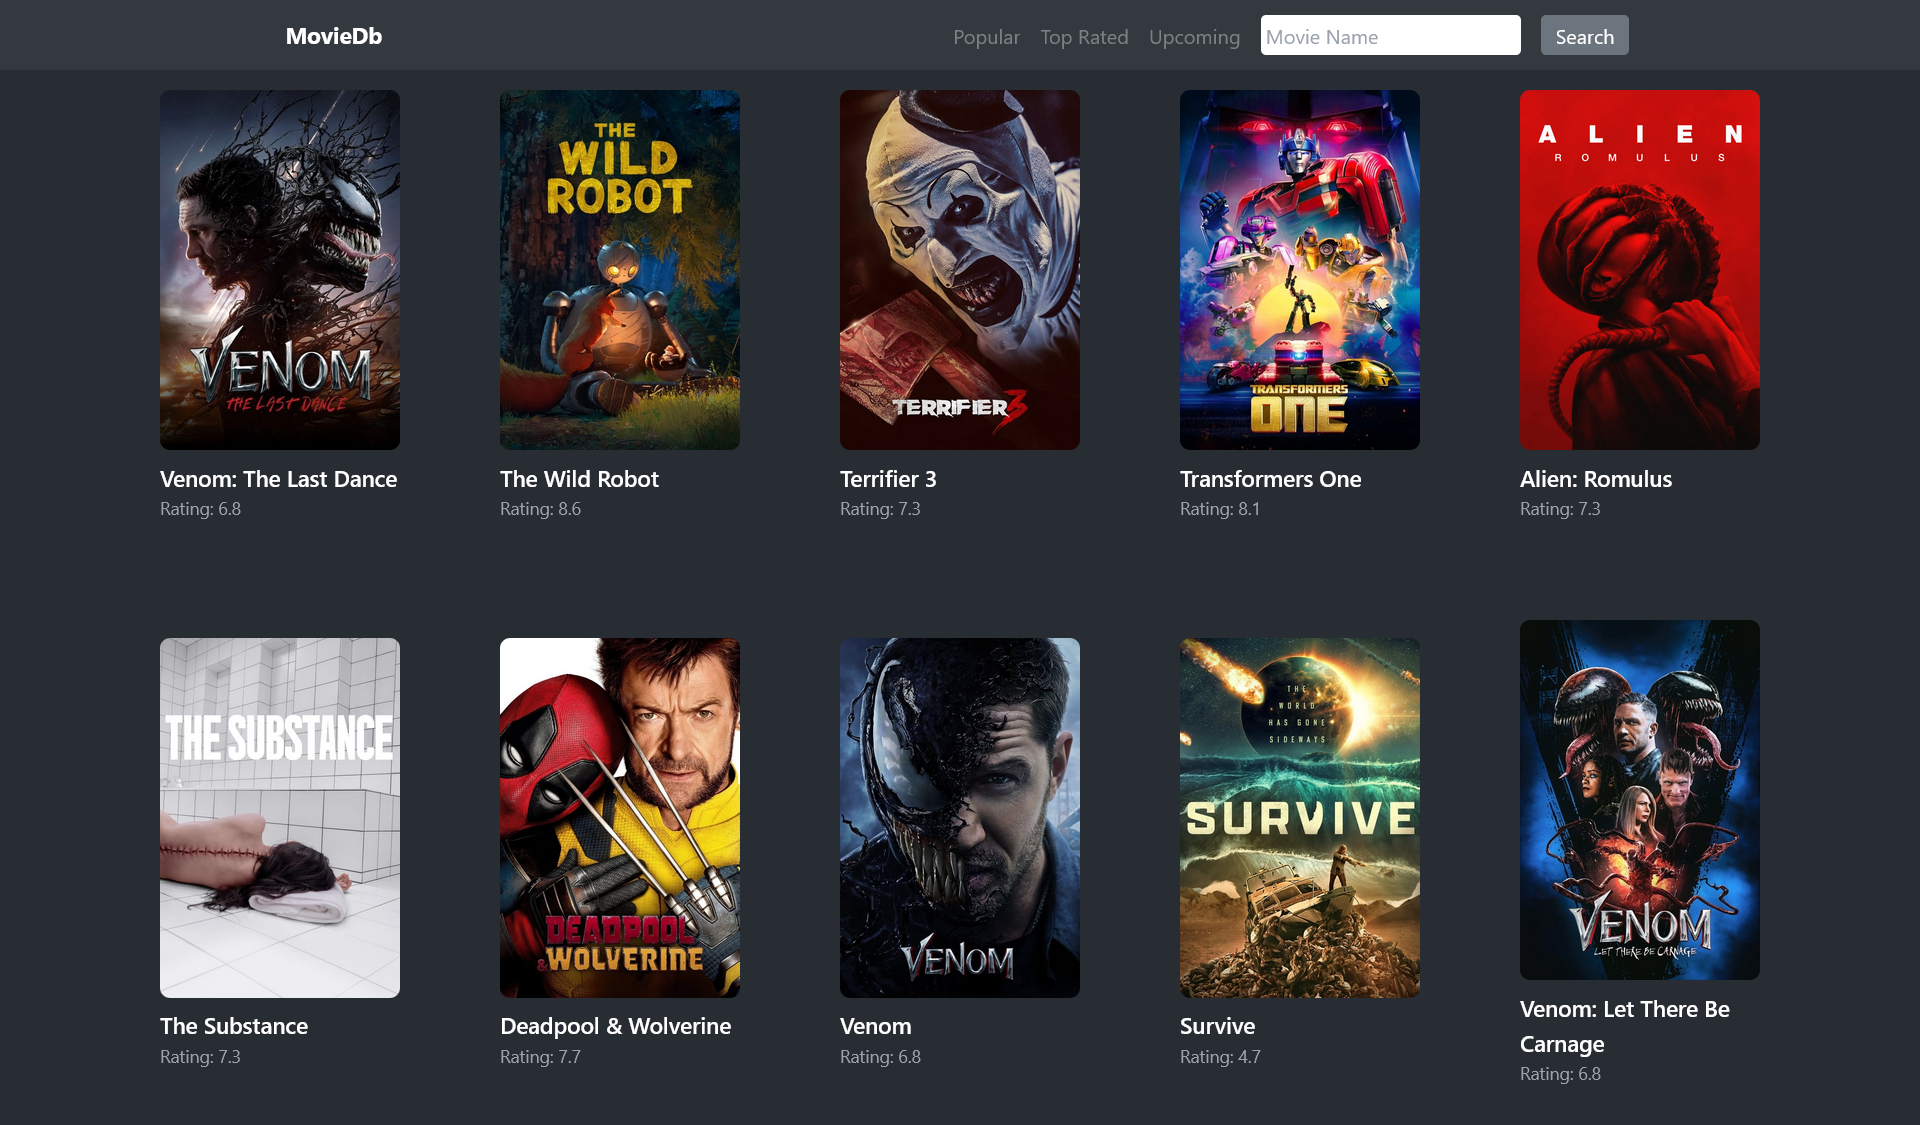 MovieDb
Popular
Top Rated
Upcoming
Movie Name
Search
VENOM
THE LAST DANCE
Venom: The Last Dance
Rating: 6.8
THE
WILD
ROBOT
The Wild Robot
Rating: 8.6
TERRIFIER 3
Terrifier 3
Rating: 7.3
TRANSFORMERS
ONE
Transformers One
Rating: 8.1
ALIEN
ROMULUS
Alien: Romulus
Rating: 7.3
THE SUBSTANCE
The Substance
Rating: 7.3
DEADPOOL
& WOLVERINE
Deadpool & Wolverine
Rating: 7.7
VENOM
Venom
Rating: 6.8
THE
WORLD
HAS GONE
SIDEWAYS
SURVIVE
Survive
Rating: 4.7
VENOM
LET THERE BE CARNAGE
Venom: Let There Be
Carnage
Rating: 6.8